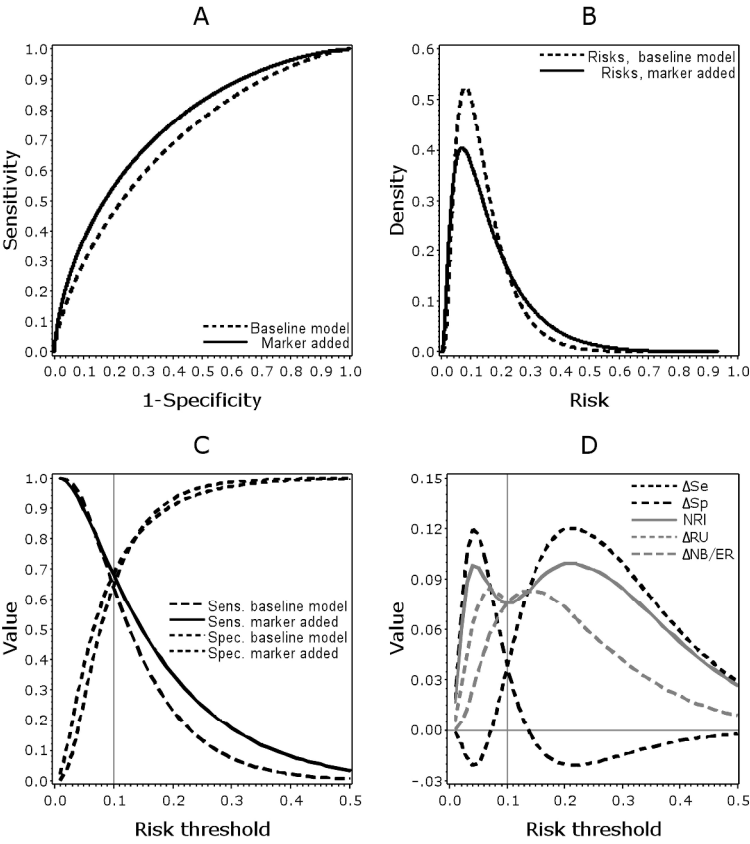 A
1.0
0.9
0.8
0.7
0.6
0.5
0.4
0.3
0.2
0.1
0.0
Sensitivity
Baseline model
Marker added
0.0 0.1 0.2 0.3 0.4 0.5 0.6 0.7 0.8 0.9 1.0
1-Specificity
B
0.6
0.5
0.4
0.3
0.2
0.1
0.0
Density
Risks, baseline model
Risks, marker added
0.0 0.1 0.2 0.3 0.4 0.5 0.6 0.7 0.8 0.9 1.0
Risk
C
1.0
0.9
0.8
0.7
0.6
0.5
0.4
0.3
0.2
0.1
0.0
Value
Sens. baseline model
Sens. marker added
Spec. baseline model
Spec. marker added
0.0 0.1 0.2 0.3 0.4 0.5
Risk threshold
D
0.15
0.12
0.09
0.06
0.03
0.00
-.03
Value
ΔSe
ΔSp
NRI
ΔRU
ΔNB/ER
0.0 0.1 0.2 0.3 0.4 0.5
Risk threshold